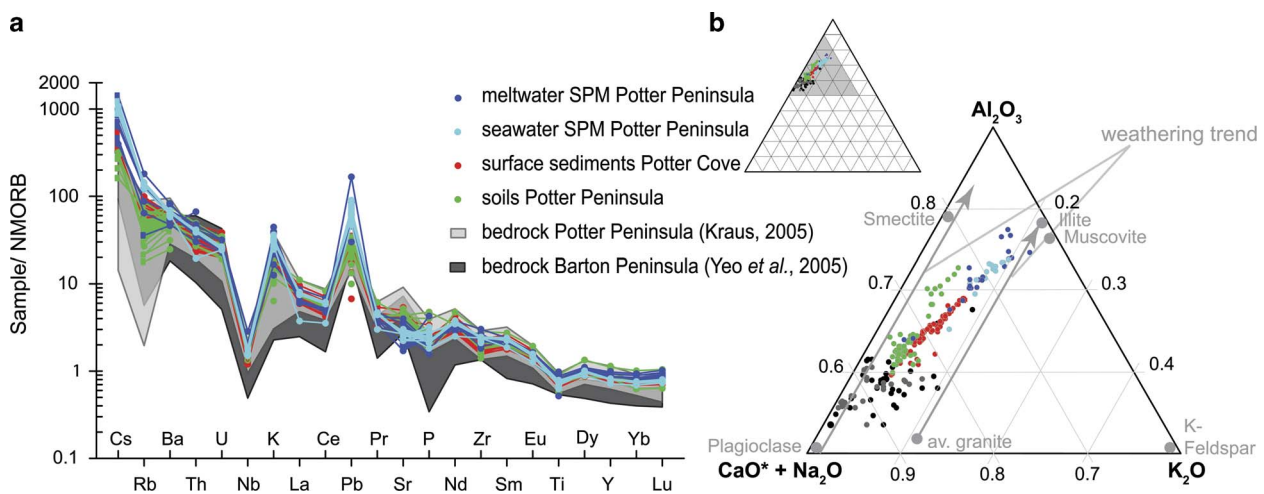 a
Sample/ NMORB
2000
1000
100
10
1
0.1
Cs Ba U K Ce Pr P Zr Eu Dy Yb
Rb Th Nb La Pb Sr Nd Sm Ti Y Lu
meltwater SPM Potter Peninsula
seawater SPM Potter Peninsula
surface sediments Potter Cove
soils Potter Peninsula
bedrock Potter Peninsula (Kraus, 2005)
bedrock Barton Peninsula (Yeo et al., 2005)
b
Al₂O₃
weathering trend
0.8 0.2
Smectite Illite
Muscovite
0.7 0.3
0.6 0.4
Plagioclase av. granite K-
Feldspar
CaO* + Na₂O K₂O
0.9 0.8 0.7